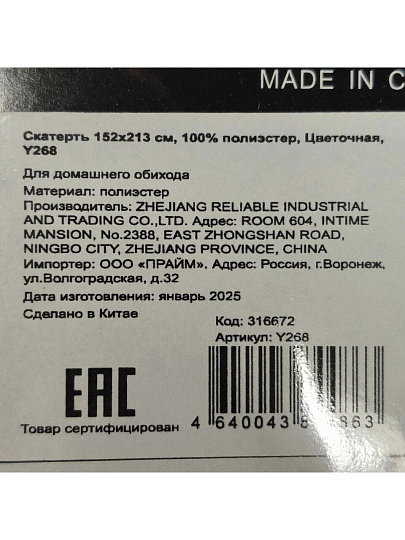 MADE IN C
Скатерть 152х213 см, 100% полиэстер, Цветочная,
Y268
Для домашнего обихода
Материал: полиэстер
Производитель: ZHEJIANG RELIABLE INDUSTRIAL
AND TRADING CO.,LTD. Адрес: ROOM 604, INTIME
MANSION, No.2388, EAST ZHONGSHAN ROAD,
NINGBO CITY, ZHEJIANG PROVINCE, CHINA
Импортер: ООО «ПРАЙМ». Адрес: Россия, г.Воронеж,
ул.Волгоградская, д.32
Дата изготовления: январь 2025
Сделано в Китае
Код: 316672
Артикул: Y268
EAC
Товар сертифицирован
4 640043